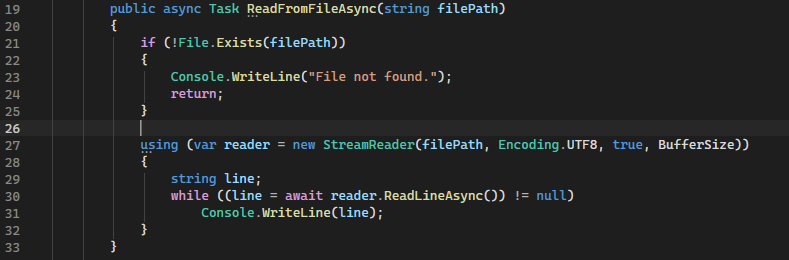 19 public async Task ReadFromFileAsync(string filePath)
20 {
21 if (!File.Exists(filePath))
22 {
23 Console.WriteLine("File not found.");
24 return;
25 }
26
27 using (var reader = new StreamReader(filePath, Encoding.UTF8, true, BufferSize))
28 {
29 string line;
30 while ((line = await reader.ReadLineAsync()) != null)
31 Console.WriteLine(line);
32 }
33 }